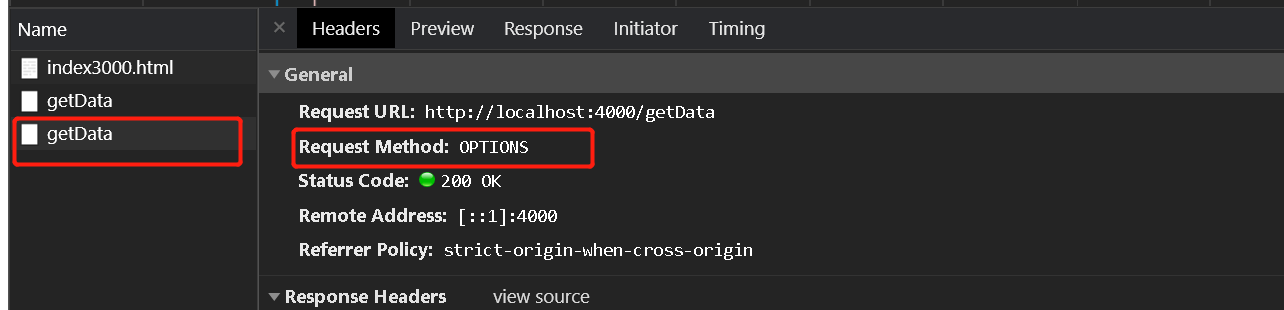 Name
index3000.html
getData
getData
× Headers Preview Response Initiator Timing
General
Request URL: http://localhost:4000/getData
Request Method: OPTIONS
Status Code: 200 OK
Remote Address: [::1]:4000
Referrer Policy: strict-origin-when-cross-origin
Response Headers view source